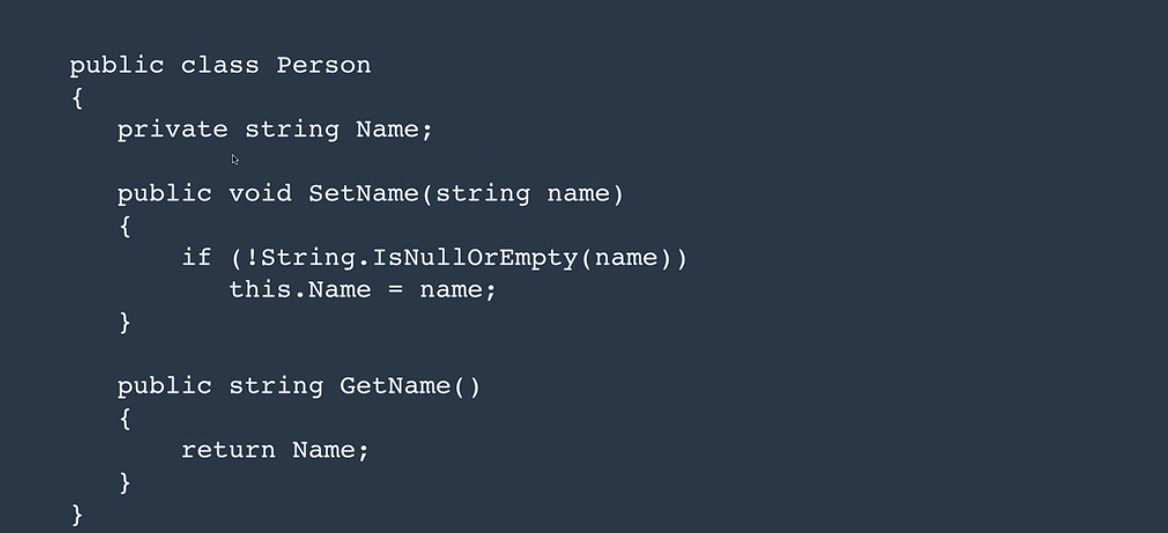 public class Person
{
private string Name;
public void SetName(string name)
{
if (!String.IsNullOrEmpty(name))
this.Name = name;
}
public string GetName()
{
return Name;
}
}